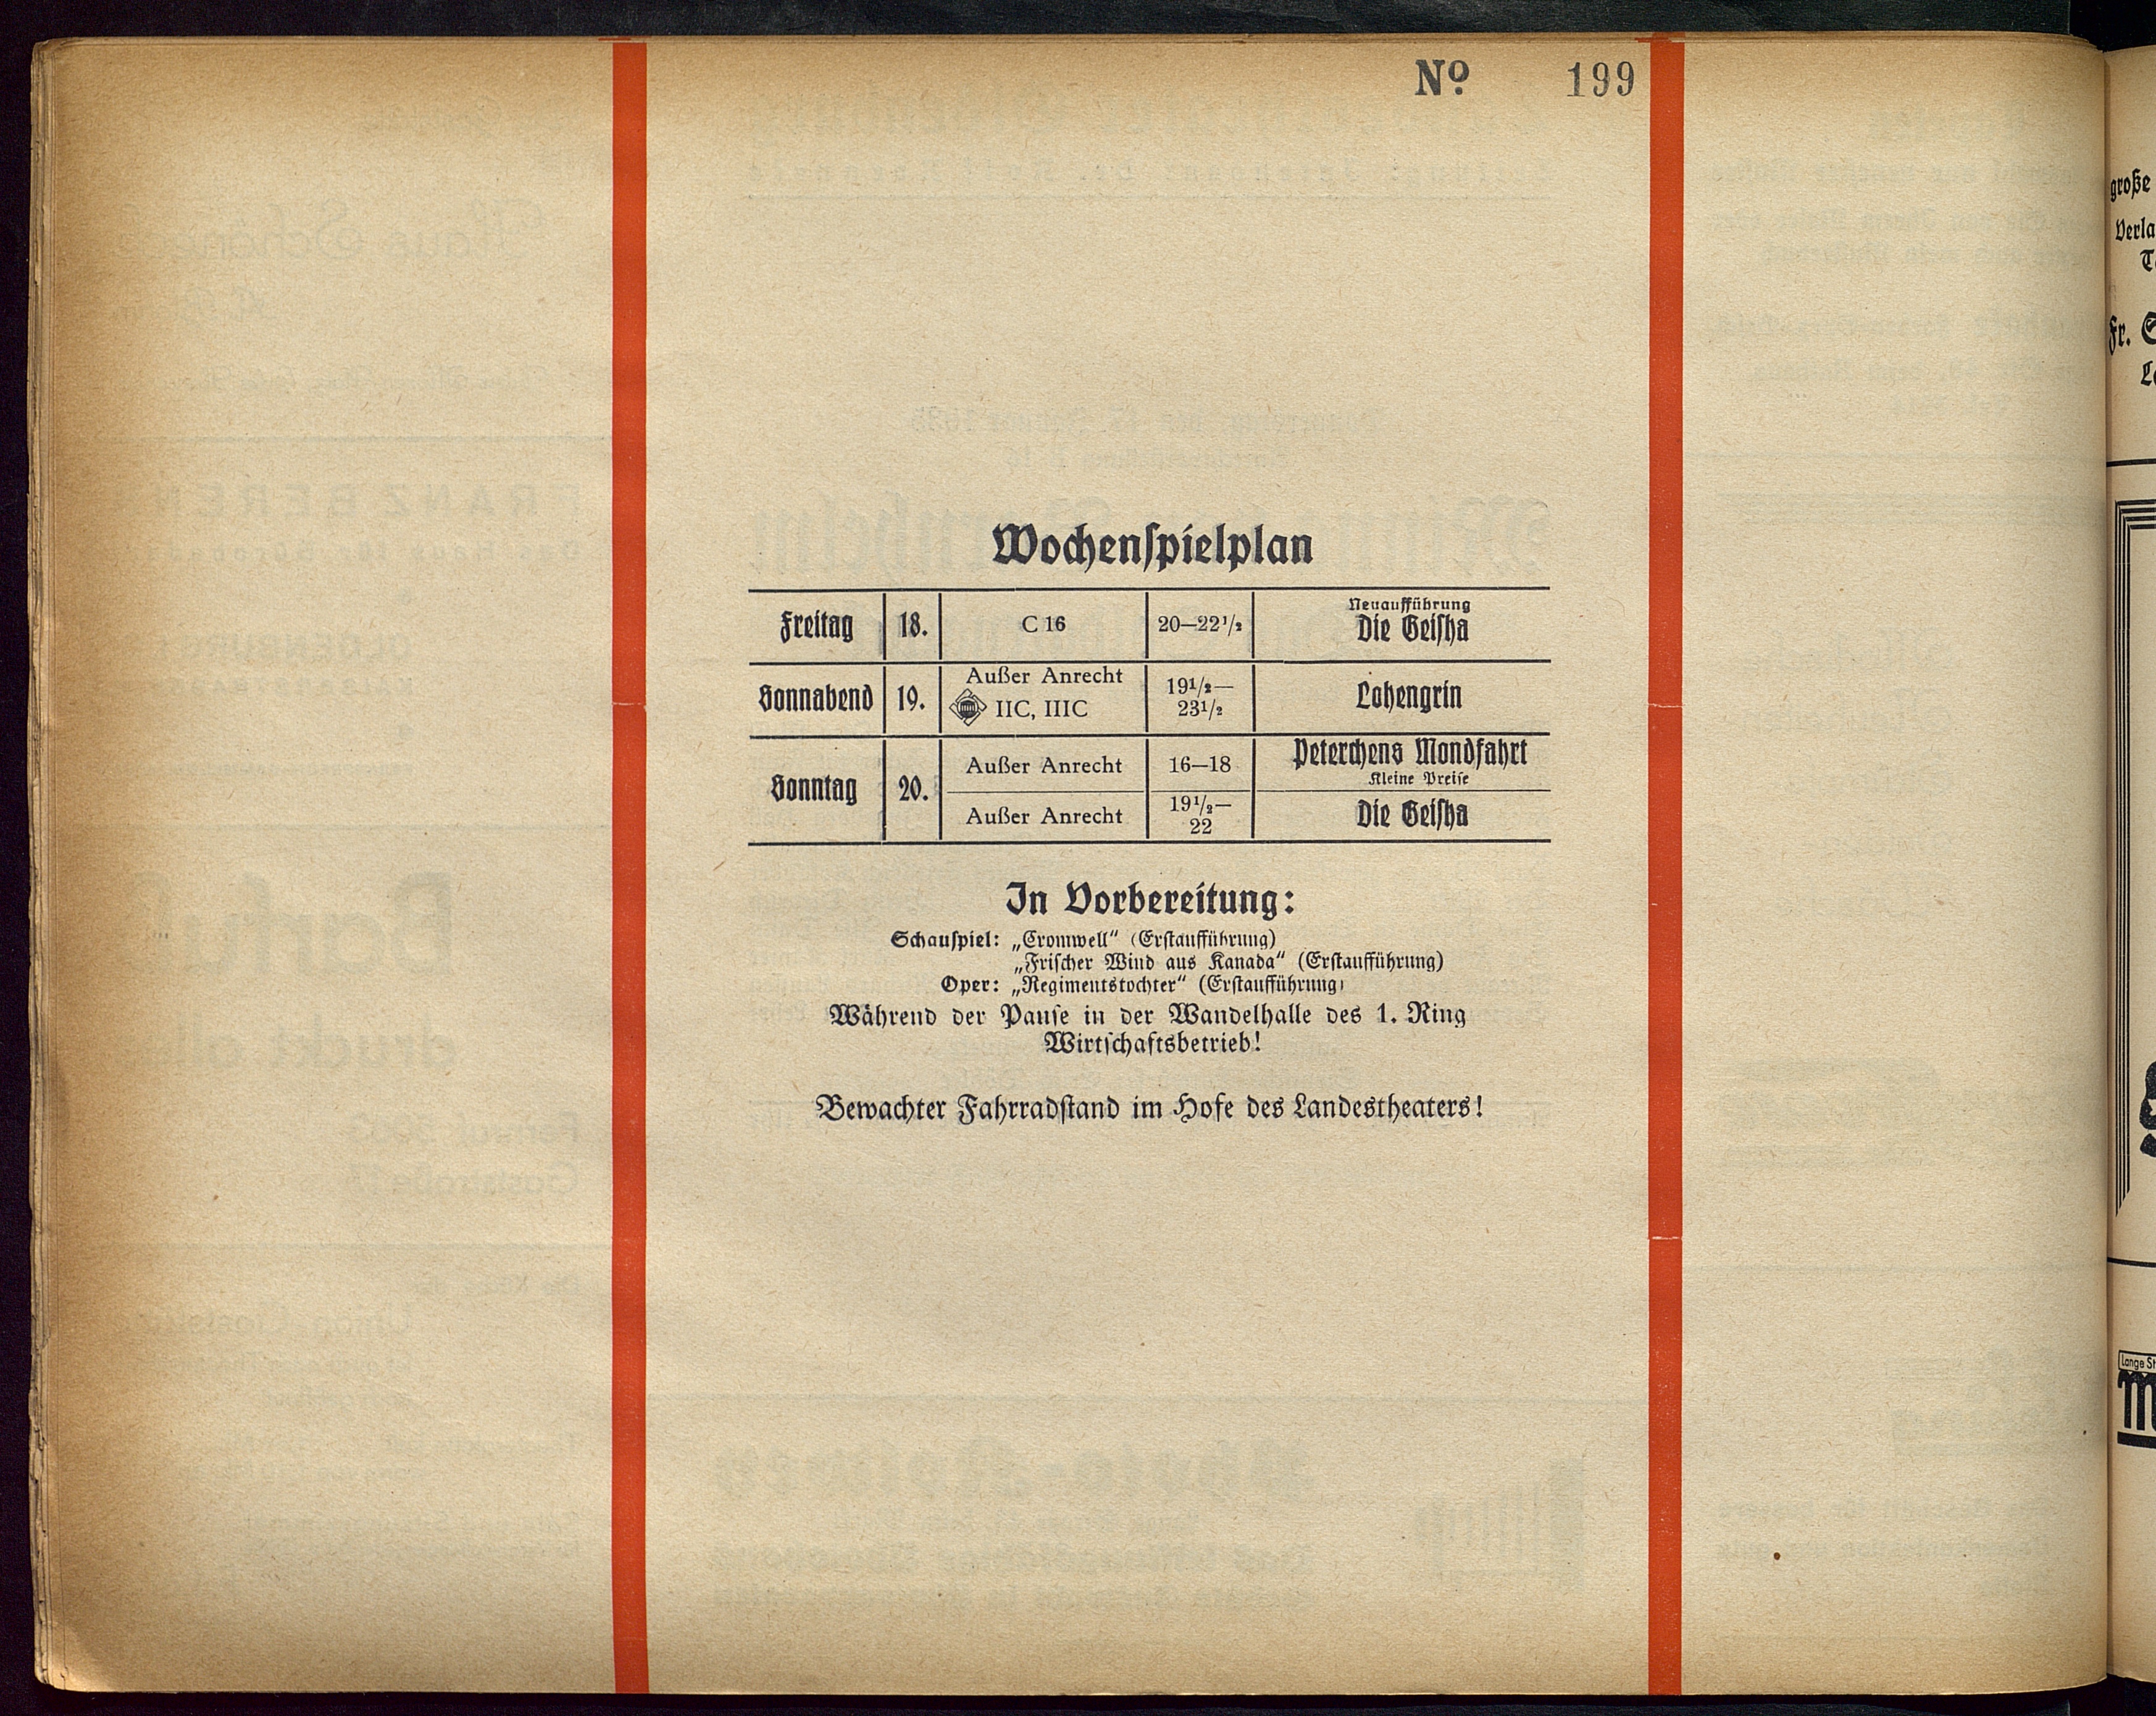 No. 199
Wochenspielplan
Freitag 18. C 16 20—22½ Neuaufführung
Die Geisha
Sonnabend 19. Außer Anrecht 19½—
IIC, IIIC 23½ Lohengrin
Sonntag 20. Außer Anrecht 16—18 Peterchens Mondfahrt
Kleine Preise
Außer Anrecht 19½—
22 Die Geisha
In Vorbereitung:
Schauspiel: „Cromwell“ (Erstaufführung)
„Frischer Wind aus Kanada“ (Erstaufführung)
Oper: „Regimentstochter“ (Erstaufführung)
Während der Pause in der Wandelhalle des 1. Ring
Wirtschaftsbetrieb!
Bewachter Fahrradstand im Hofe des Landestheaters!
große
Fr.
Lange